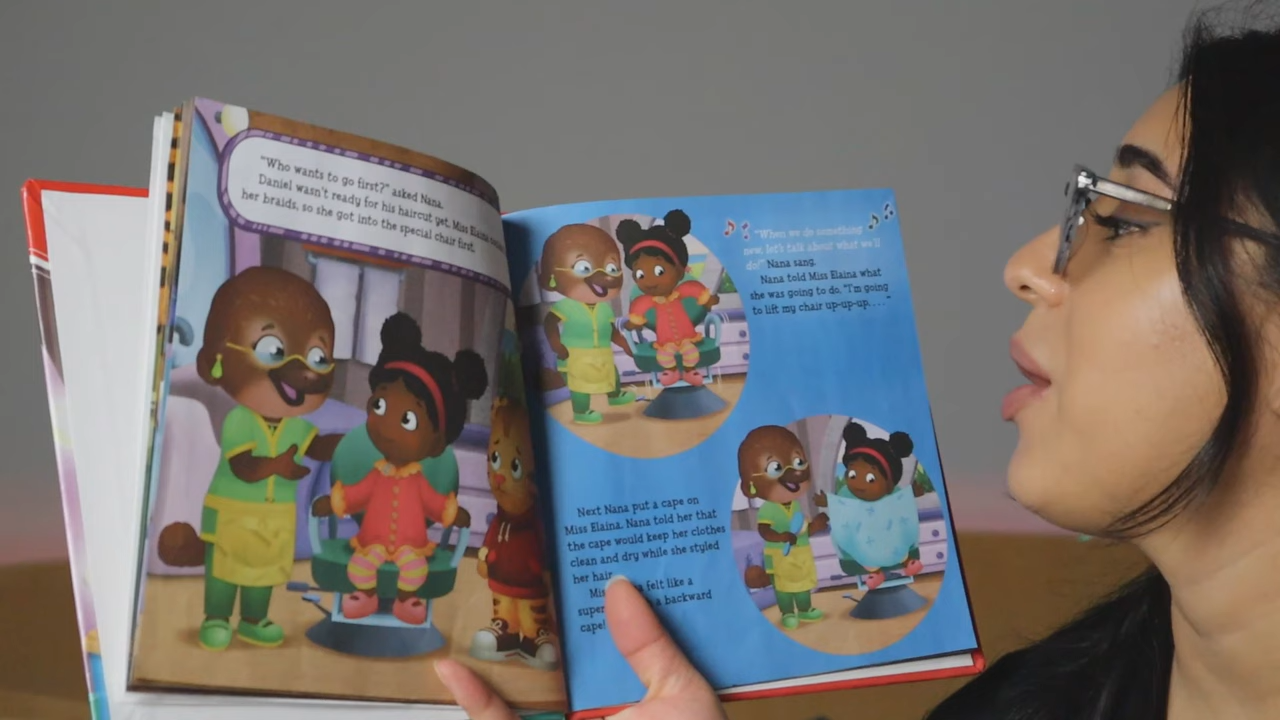 "Who wants to go first?" asked Nana.
Daniel wasn't ready for his haircut yet. Miss Elaina
her braids, so she got into the special chair first.
"When we do something
new, let's talk about what we'll
do!" Nana sang.
Nana told Miss Elaina what
she was going to do. "I'm going
to lift my chair up-up-up. . . ."
Next Nana put a cape on
Miss Elaina. Nana told her that
the cape would keep her clothes
clean and dry while she styled
her hair.
felt like a
super a backward
cape!